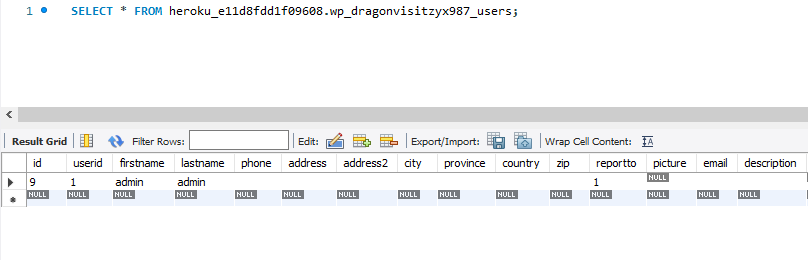 1 SELECT * FROM heroku_e11d8fdd1f09608.wp_dragonvisitzyx987_users;
Result Grid Filter Rows: Edit: Export/Import: Wrap Cell Content: IA
id userid firstname lastname phone address address2 city province country zip reportto picture email description
9 1 admin admin 1 NULL
NULL NULL NULL NULL NULL NULL NULL NULL NULL NULL NULL NULL NULL NULL NULL